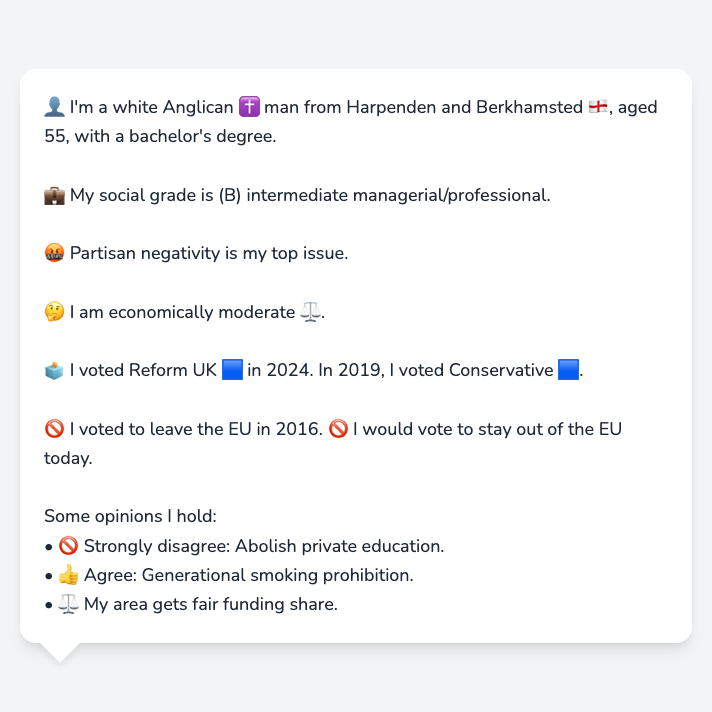 👤 I'm a white Anglican ✝️ man from Harpenden and Berkhamsted 🏴󠁧󠁢󠁥󠁮󠁧󠁿, aged
55, with a bachelor's degree.
💼 My social grade is (B) intermediate managerial/professional.
🤬 Partisan negativity is my top issue.
🤔 I am economically moderate ⚖️.
🗳️ I voted Reform UK 🟦 in 2024. In 2019, I voted Conservative 🟦.
🚫 I voted to leave the EU in 2016. 🚫 I would vote to stay out of the EU
today.
Some opinions I hold:
• 🚫 Strongly disagree: Abolish private education.
• 👍 Agree: Generational smoking prohibition.
• ⚖️ My area gets fair funding share.